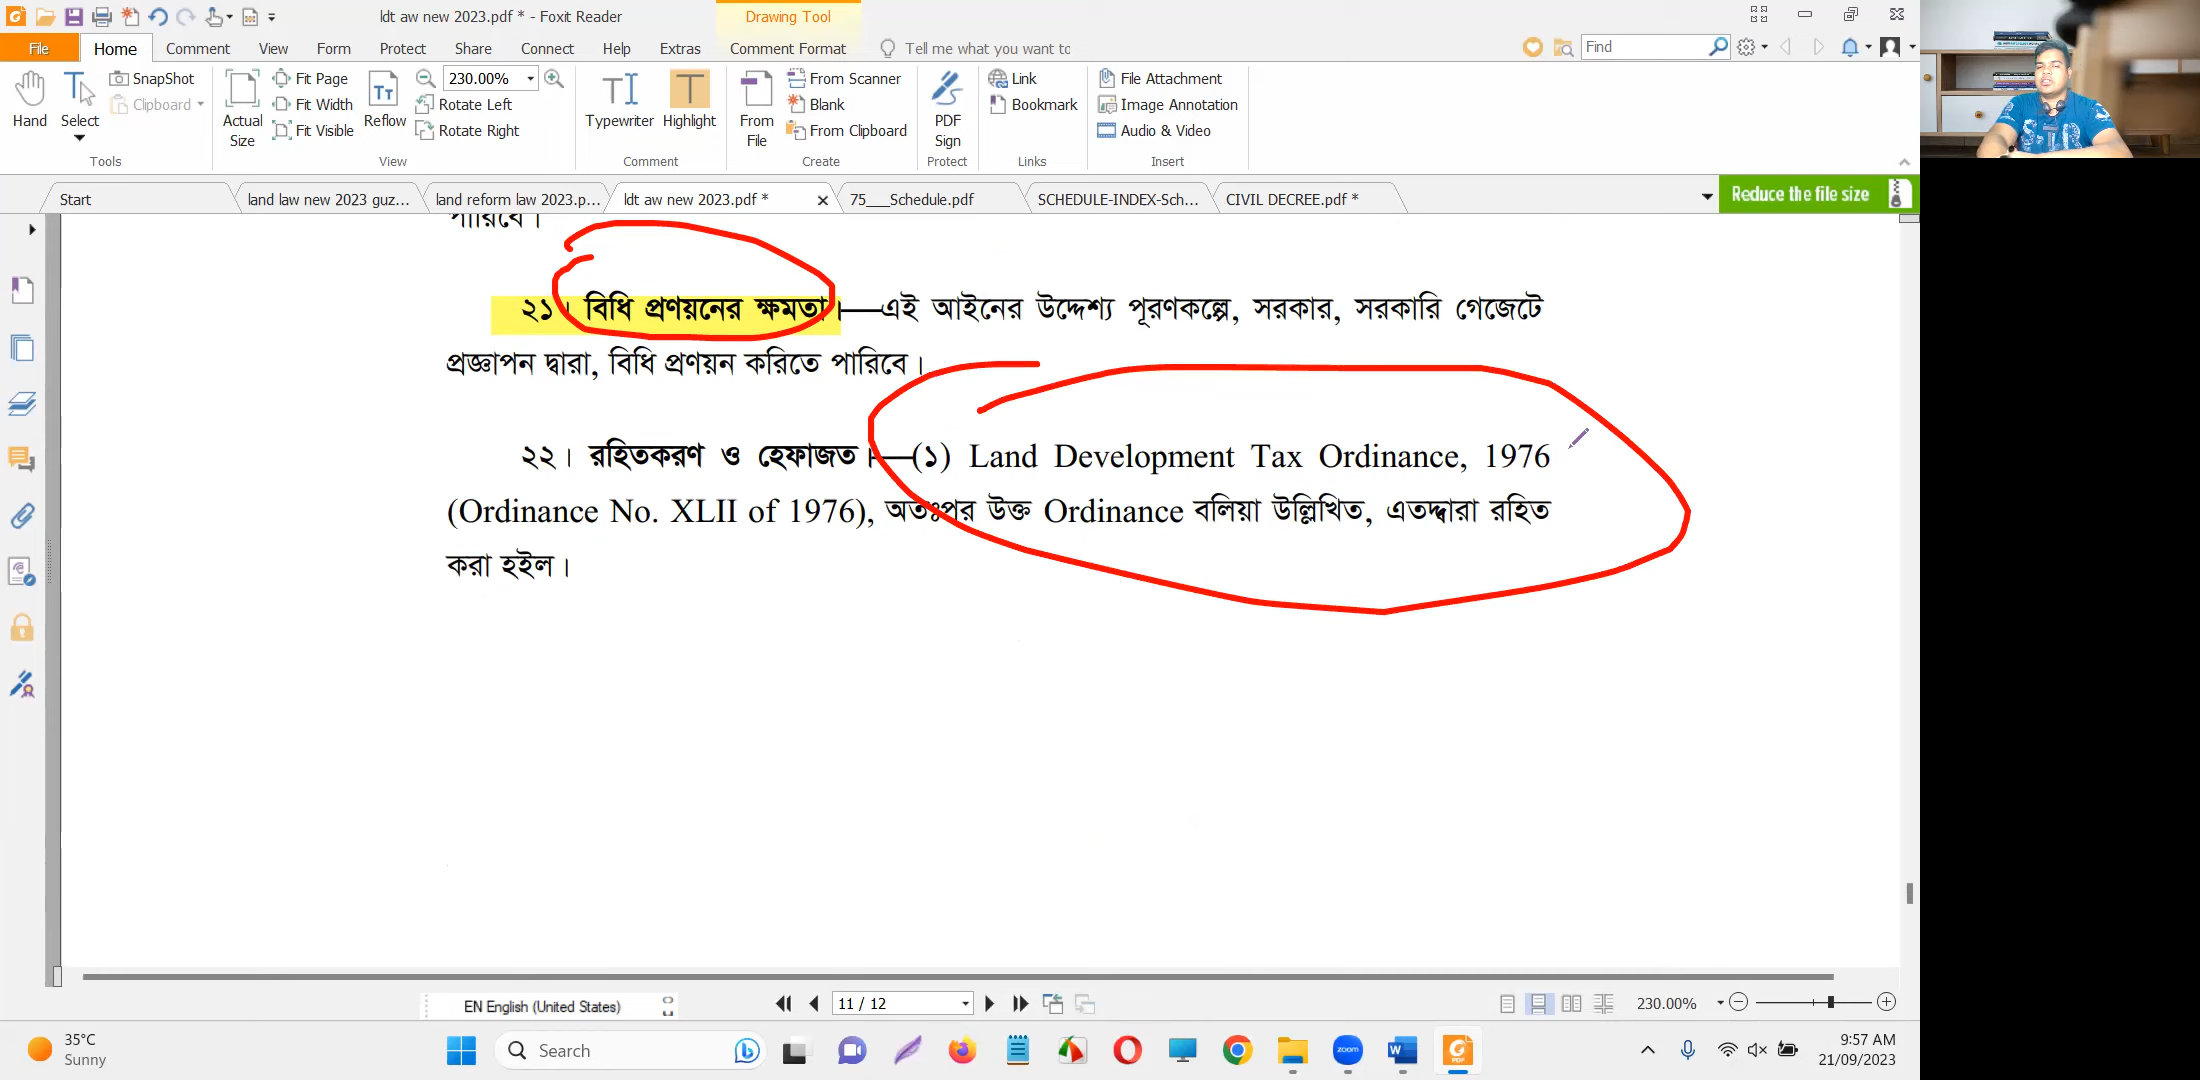 ldt aw new 2023.pdf * - Foxit Reader
Drawing Tool
File Home Comment View Form Protect Share Connect Help Extras Comment Format Tell me what you want to Find
Hand Select SnapShot Clipboard Actual Size Fit Page Fit Width Fit Visible Reflow 230.00% Rotate Left Rotate Right Typewriter Highlight From File From Scanner Blank From Clipboard PDF Sign Link Bookmark File Attachment Image Annotation Audio & Video
Tools View Comment Create Protect Links Insert
Start land law new 2023 guz... land reform law 2023.p... ldt aw new 2023.pdf * 75___Schedule.pdf SCHEDULE-INDEX-Sch... CIVIL DECREE.pdf * Reduce the file size
পারিবে।
২১। বিধি প্রণয়নের ক্ষমতা।—এই আইনের উদ্দেশ্য পূরণকল্পে, সরকার, সরকারি গেজেটে
প্রজ্ঞাপন দ্বারা, বিধি প্রণয়ন করিতে পারিবে।
২২। রহিতকরণ ও হেফাজত।—(১) Land Development Tax Ordinance, 1976
(Ordinance No. XLII of 1976), অতঃপর উক্ত Ordinance বলিয়া উল্লিখিত, এতদ্দ্বারা রহিত
করা হইল।
EN English (United States) 11 / 12 230.00%
35°C
Sunny
Search
zoom
9:57 AM
21/09/2023